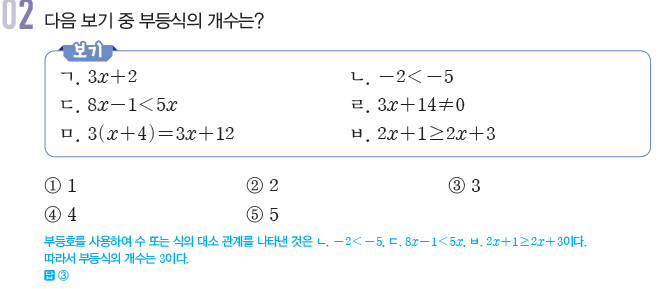 02 다음 보기 중 부등식의 개수는?
보기
ㄱ. 3x+2 ㄴ. -2<-5
ㄷ. 8x-1<5x ㄹ. 3x+14≠0
ㅁ. 3(x+4)=3x+12 ㅂ. 2x+1≥2x+3
① 1 ② 2 ③ 3
④ 4 ⑤ 5
부등호를 사용하여 수 또는 식의 대소 관계를 나타낸 것은 ㄴ. -2<-5, ㄷ. 8x-1<5x, ㅂ. 2x+1≥2x+3이다.
따라서 부등식의 개수는 3이다.
답 ③